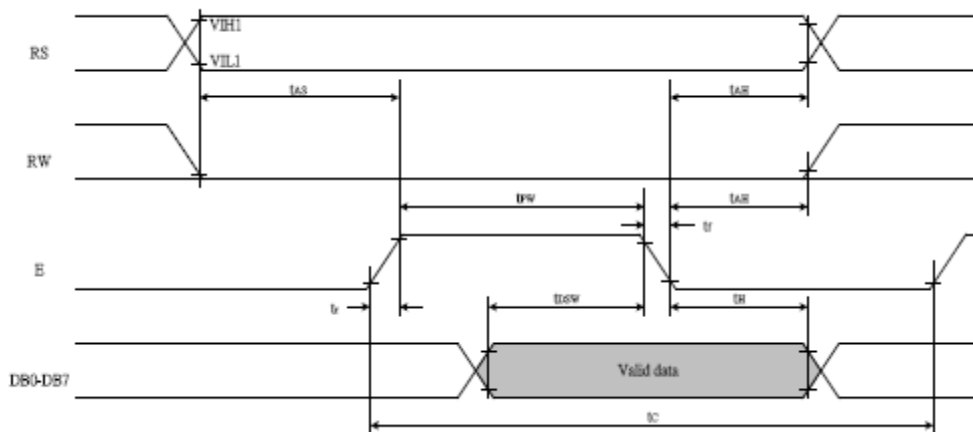 RS
VIH1
VIL1
tAS
tAH
RW
tPW
tAH
tf
E
tr
tDSW
tH
DB0-DB7
Valid data
tC